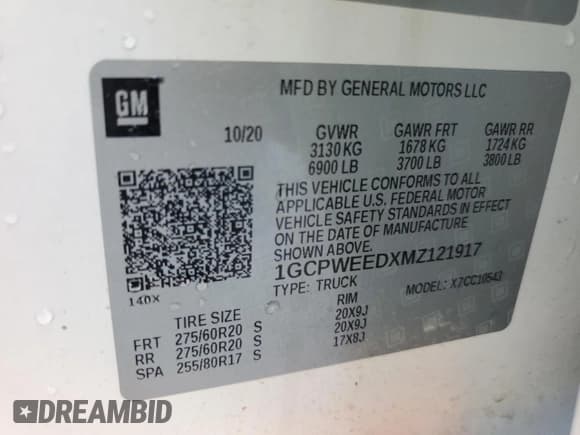 GM
MFD BY GENERAL MOTORS LLC
10/20 GVWR GAWR FRT GAWR RR
3130 KG 1678 KG 1724 KG
6900 LB 3700 LB 3800 LB
THIS VEHICLE CONFORMS TO ALL
APPLICABLE U.S. FEDERAL MOTOR
VEHICLE SAFETY STANDARDS IN EFFECT
ON THE DATE OF MANUFACTURE
SHOWN ABOVE.
1GCPWEEDXMZ121917
TYPE: TRUCK MODEL: X7CC10543
140X
TIRE SIZE RIM
FRT 275/60R20 S 20X9J
RR 275/60R20 S 20X9J
SPA 255/80R17 S 17X8J
DREAMBID